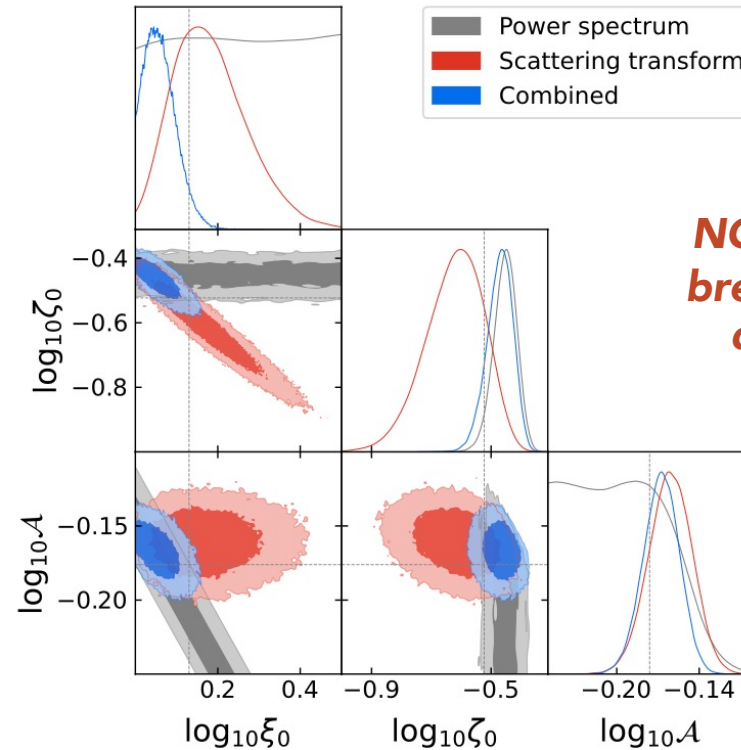 Power spectrum
Scattering transform
Combined
−0.4
−0.6
−0.8
log₁₀ζ₀
−0.15
−0.20
log₁₀𝒜
0.2 0.4
−0.9 −0.5
−0.20 −0.14
log₁₀ξ₀
log₁₀ζ₀
log₁₀𝒜